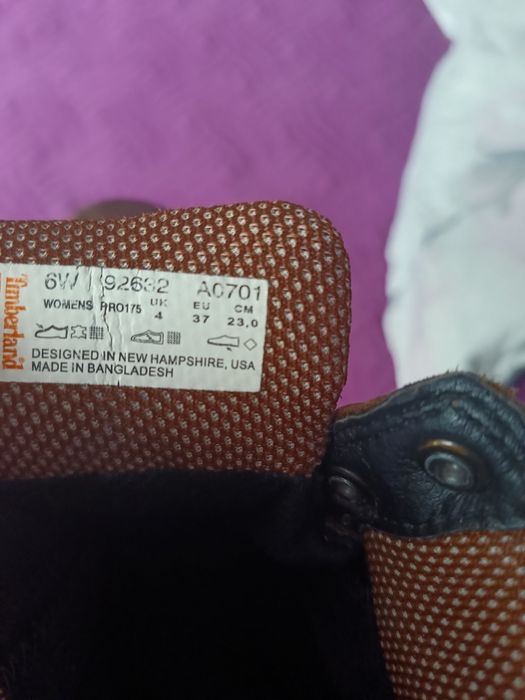 Timberland
6W 92632 A0701
WOMENS PRO175 UK EU CM
4 37 23,0
DESIGNED IN NEW HAMPSHIRE, USA
MADE IN BANGLADESH